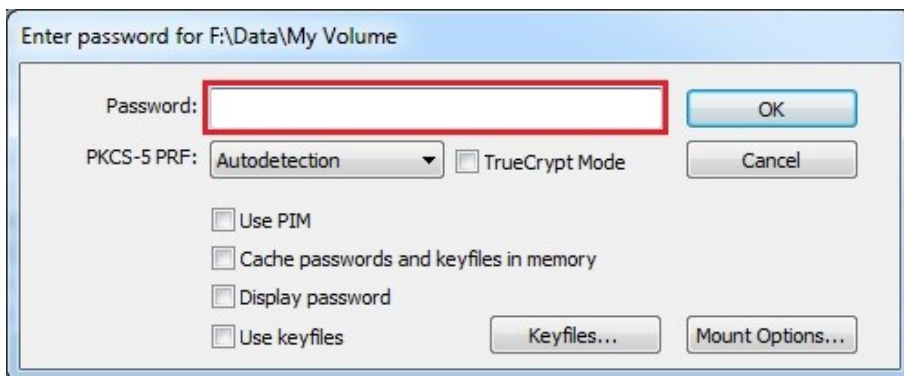 Enter password for F:\Data\My Volume
Password: OK
PKCS-5 PRF: Autodetection TrueCrypt Mode Cancel
Use PIM
Cache passwords and keyfiles in memory
Display password
Use keyfiles Keyfiles... Mount Options...